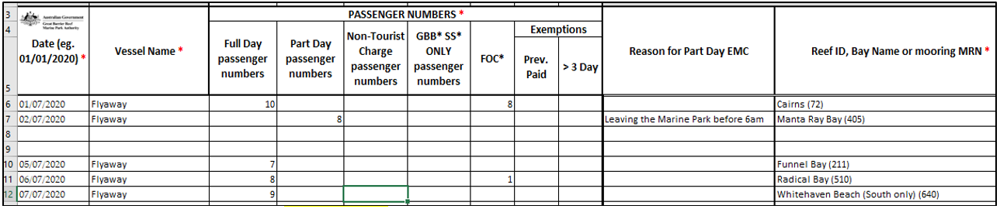 3
Australian Government
Great Barrier Reef
Marine Park Authority
PASSENGER NUMBERS *
4
Date (eg.
01/01/2020) *
Vessel Name *
Full Day
passenger
numbers
Part Day
passenger
numbers
Non-Tourist
Charge
passenger
numbers
GBB* SS*
ONLY
passenger
numbers
FOC*
Exemptions
Prev.
Paid
> 3 Day
Reason for Part Day EMC
Reef ID, Bay Name or mooring MRN *
5
6 01/07/2020 Flyaway 10 8 Cairns (72)
7 02/07/2020 Flyaway 8 Leaving the Marine Park before 6am Manta Ray Bay (405)
8
9
10 05/07/2020 Flyaway 7 Funnel Bay (211)
11 06/07/2020 Flyaway 8 1 Radical Bay (510)
12 07/07/2020 Flyaway 9 Whitehaven Beach (South only) (640)